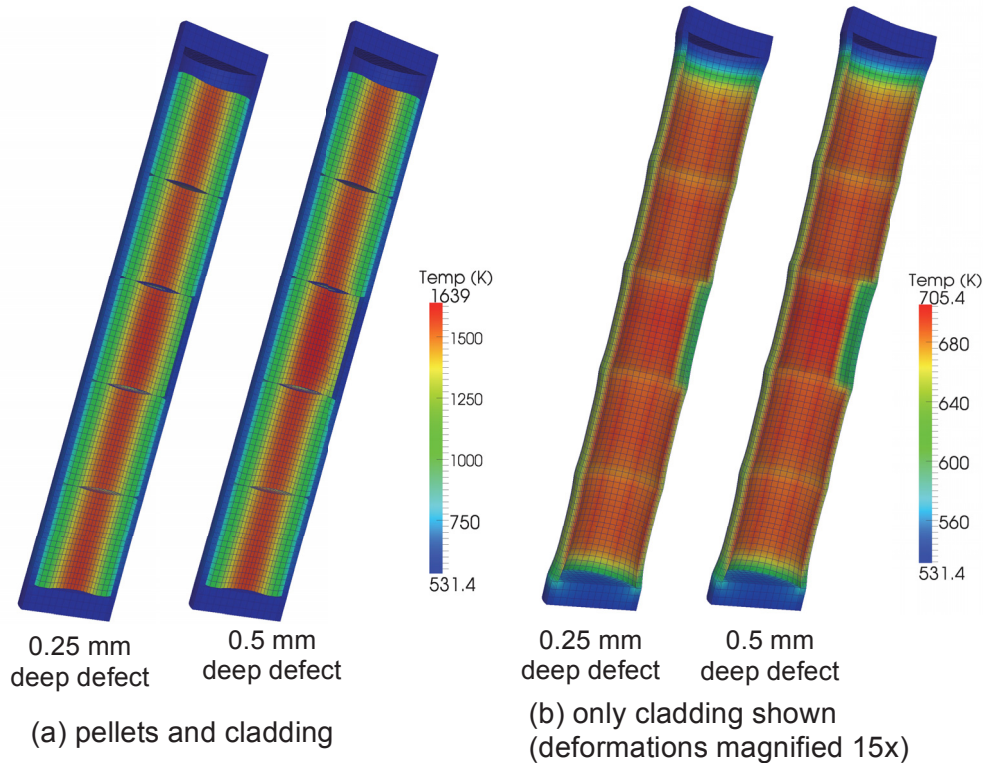 Temp (K)
1639
1500
1250
1000
750
531.4
0.25 mm
deep defect
0.5 mm
deep defect
(a) pellets and cladding
Temp (K)
705.4
680
640
600
560
531.4
0.25 mm
deep defect
0.5 mm
deep defect
(b) only cladding shown
(deformations magnified 15x)